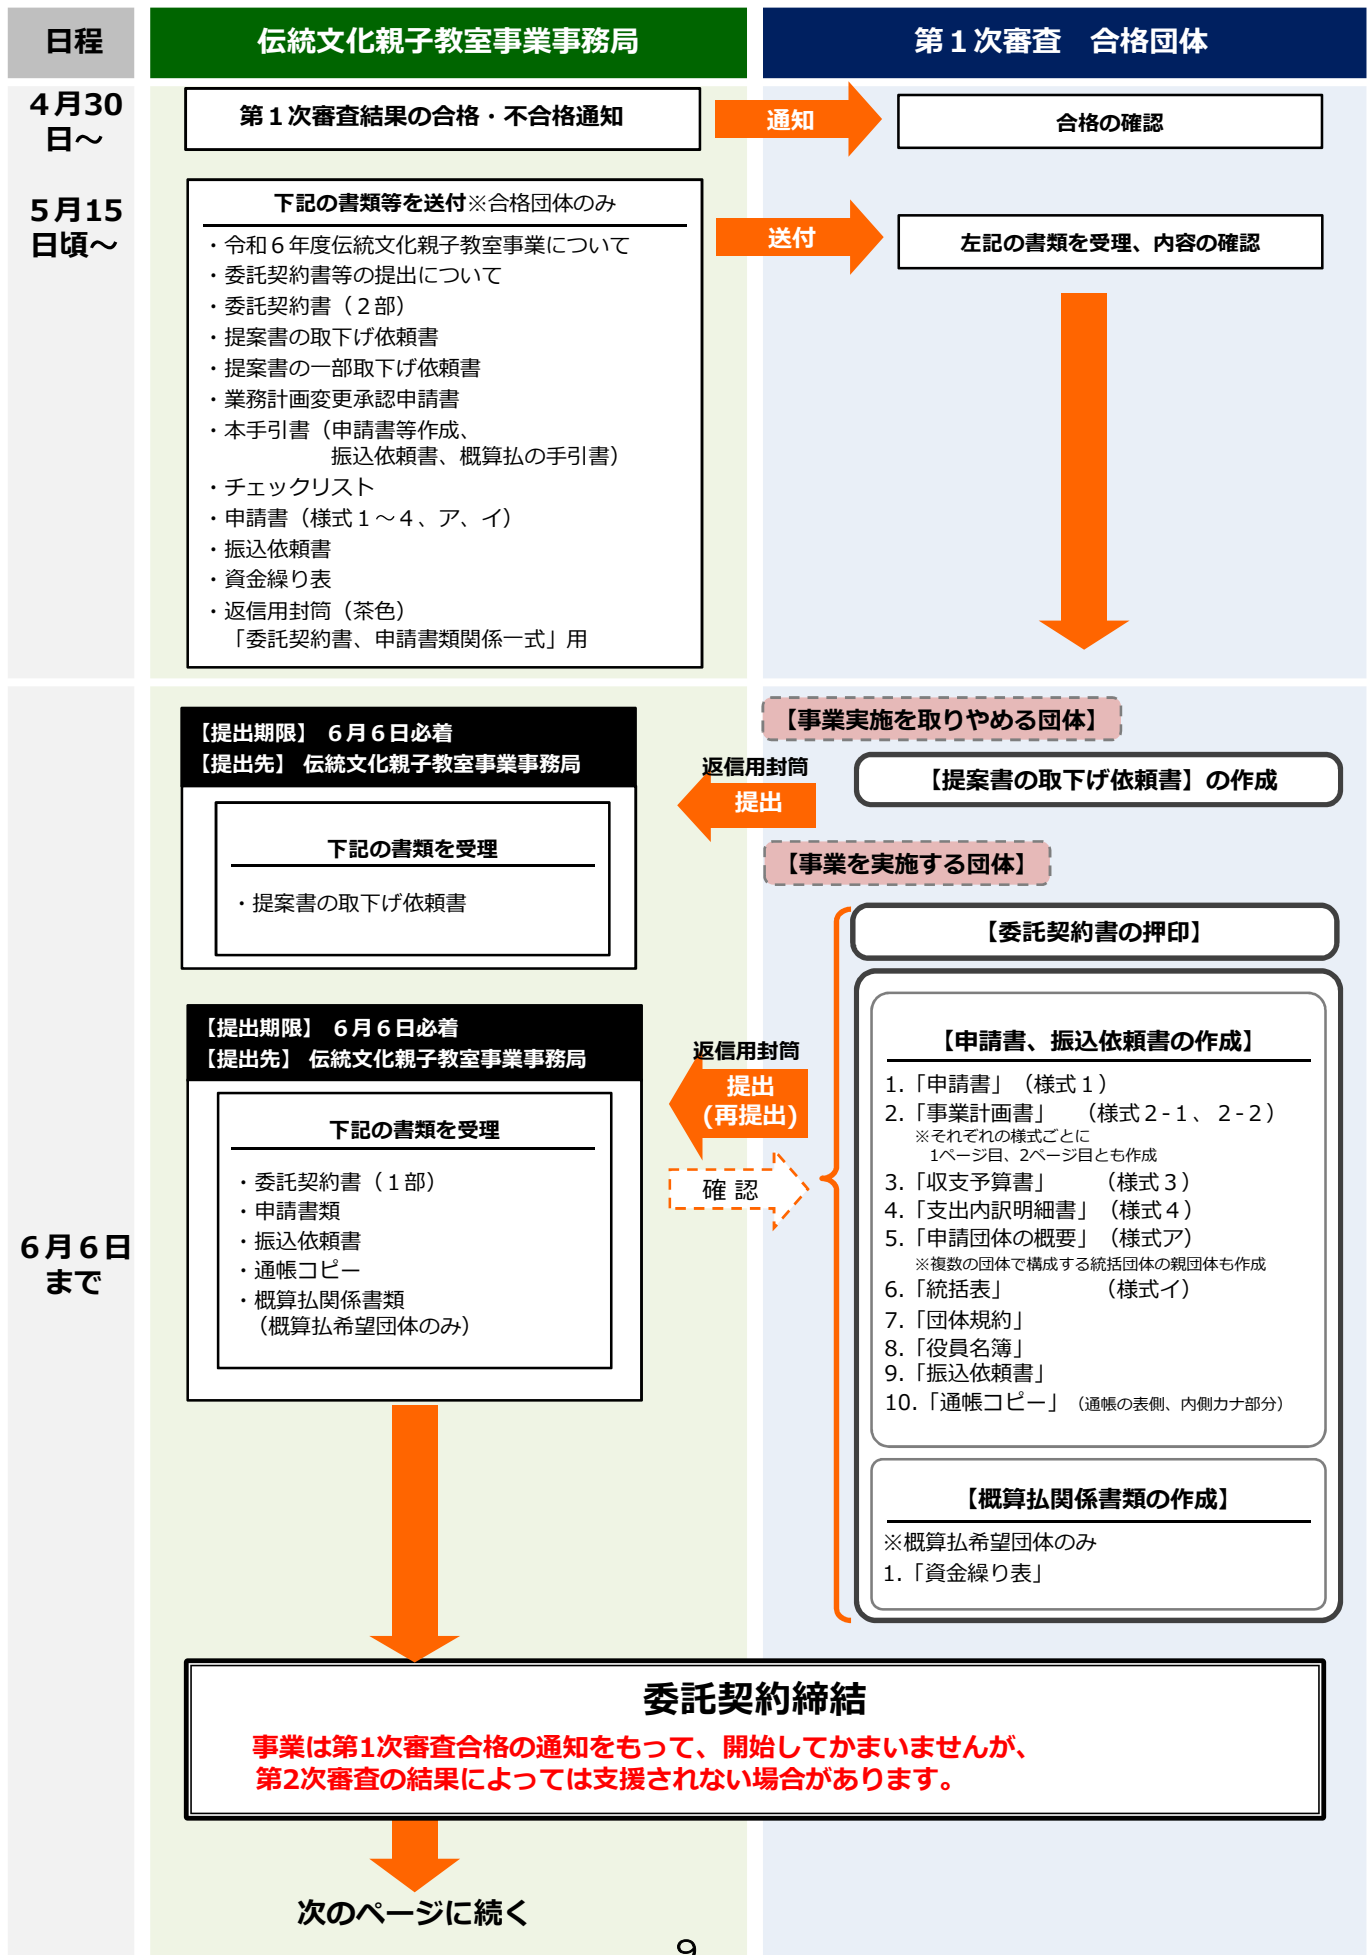 日程
伝統文化親子教室事業事務局
第１次審査　合格団体
４月30
日～
第１次審査結果の合格・不合格通知
通知
合格の確認
５月15
日頃～
下記の書類等を送付※合格団体のみ
・令和６年度伝統文化親子教室事業について
・委託契約書等の提出について
・委託契約書（２部）
・提案書の取下げ依頼書
・提案書の一部取下げ依頼書
・業務計画変更承認申請書
・本手引書（申請書等作成、
振込依頼書、概算払の手引書）
・チェックリスト
・申請書（様式１～４、ア、イ）
・振込依頼書
・資金繰り表
・返信用封筒（茶色）
「委託契約書、申請書類関係一式」用
送付
左記の書類を受理、内容の確認
６月６日
まで
【提出期限】 ６月６日必着
【提出先】 伝統文化親子教室事業事務局
下記の書類を受理
・提案書の取下げ依頼書
返信用封筒
提出
【事業実施を取りやめる団体】
【提案書の取下げ依頼書】の作成
【事業を実施する団体】
【委託契約書の押印】
【提出期限】 ６月６日必着
【提出先】 伝統文化親子教室事業事務局
下記の書類を受理
・委託契約書（１部）
・申請書類
・振込依頼書
・通帳コピー
・概算払関係書類
（概算払希望団体のみ）
返信用封筒
提出
(再提出)
確 認
【申請書、振込依頼書の作成】
1.「申請書」（様式１）
2.「事業計画書」　（様式２-１、２-２）
※それぞれの様式ごとに
1ページ目、2ページ目とも作成
3.「収支予算書」　　（様式３）
4.「支出内訳明細書」（様式４）
5.「申請団体の概要」（様式ア）
※複数の団体で構成する統括団体の親団体も作成
6.「統括表」　　　　（様式イ）
7.「団体規約」
8.「役員名簿」
9.「振込依頼書」
10.「通帳コピー」（通帳の表側、内側カナ部分）
【概算払関係書類の作成】
※概算払希望団体のみ
1.「資金繰り表」
委託契約締結
事業は第1次審査合格の通知をもって、開始してかまいませんが、
第2次審査の結果によっては支援されない場合があります。
次のページに続く
9